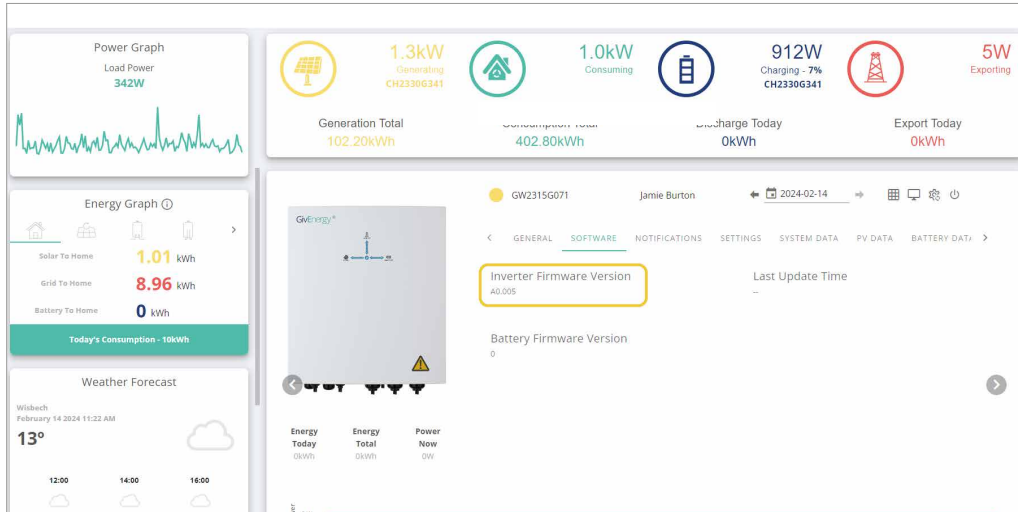 Power Graph
Load Power
342W
Energy Graph
Solar To Home 1.01 kWh
Grid To Home 8.96 kWh
Battery To Home 0 kWh
Today's Consumption - 10kWh
Weather Forecast
Wisbech
February 14 2024 11:22 AM
13º
12:00 14:00 16:00
1.3kW
Generating
CH2330G341
1.0kW
Consuming
912W
Charging - 7%
CH2330G341
5W
Exporting
Generation Total
102.20kWh
Consumption Total
402.80kWh
Discharge Today
0kWh
Export Today
0kWh
GivEnergy
GW2315G071 Jamie Burton 2024-02-14
GENERAL SOFTWARE NOTIFICATIONS SETTINGS SYSTEM DATA PV DATA BATTERY DATA
Inverter Firmware Version
A0.005
Last Update Time
--
Battery Firmware Version
0
Energy Today
0kWh
Energy Total
0kWh
Power Now
0W